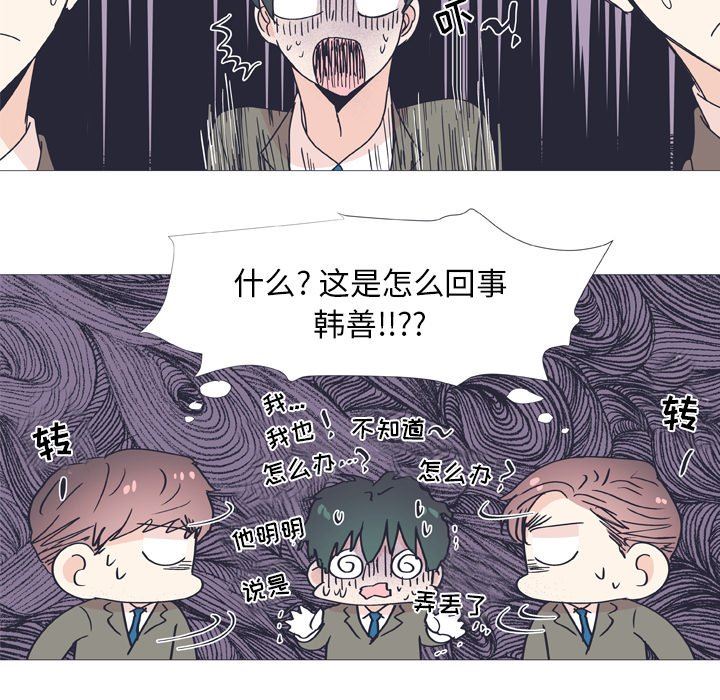 吓~
什么? 这是怎么回事
韩善!!??
转!
转!
我...
我也! 不知道~
怎么办...?
怎么办?
他明明
说是
弄丢了...